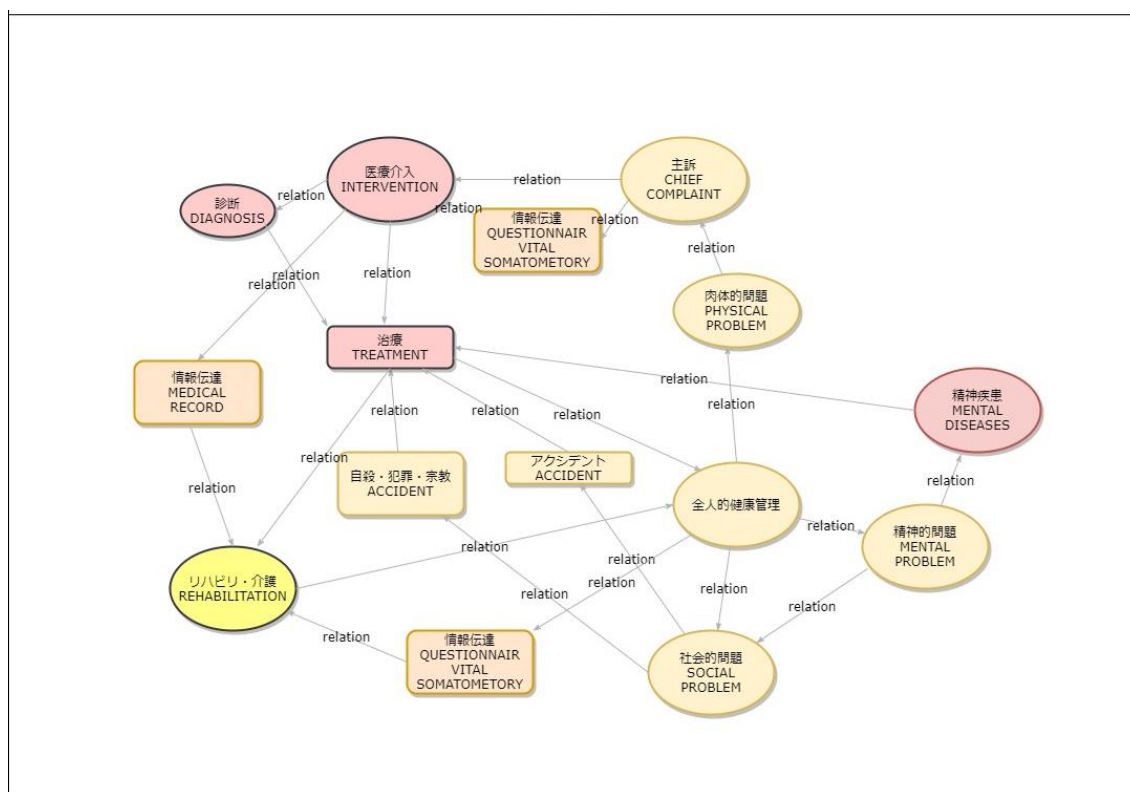 医療介入
INTERVENTION
主訴
CHIEF
COMPLAINT
relation
relation
診断
DIAGNOSIS
relation
情報伝達
QUESTIONNAIR
VITAL
SOMATOMETORY
relation
relation
relation
relation
relation
肉体的問題
PHYSICAL
PROBLEM
治療
TREATMENT
情報伝達
MEDICAL
RECORD
relation
精神疾患
MENTAL
DISEASES
relation
relation
relation
relation
relation
自殺・犯罪・宗教
ACCIDENT
アクシデント
ACCIDENT
全人的健康管理
relation
relation
relation
精神的問題
MENTAL
PROBLEM
relation
relation
リハビリ・介護
REHABILITATION
relation
relation
relation
relation
relation
情報伝達
QUESTIONNAIR
VITAL
SOMATOMETORY
社会的問題
SOCIAL
PROBLEM